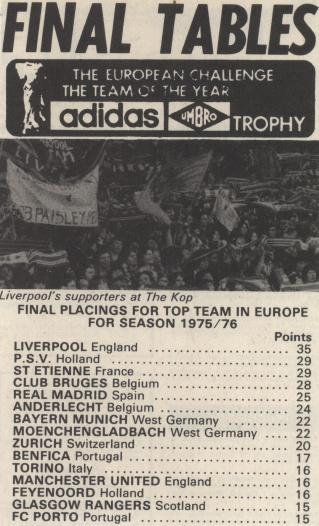 FINAL TABLES
THE EUROPEAN CHALLENGE
THE TEAM OF THE YEAR
adidas UMBRO TROPHY
B PAISLEY
Liverpool's supporters at The Kop
FINAL PLACINGS FOR TOP TEAM IN EUROPE
FOR SEASON 1975/76
Points
LIVERPOOL England 35
P.S.V. Holland 29
ST ETIENNE France 29
CLUB BRUGES Belgium 28
REAL MADRID Spain 25
ANDERLECHT Belgium 24
BAYERN MUNICH West Germany 22
MOENCHENGLADBACH West Germany 22
ZURICH Switzerland 20
BENFICA Portugal 17
TORINO Italy 16
MANCHESTER UNITED England 16
FEYENOORD Holland 16
GLASGOW RANGERS Scotland 15
FC PORTO Portugal 15